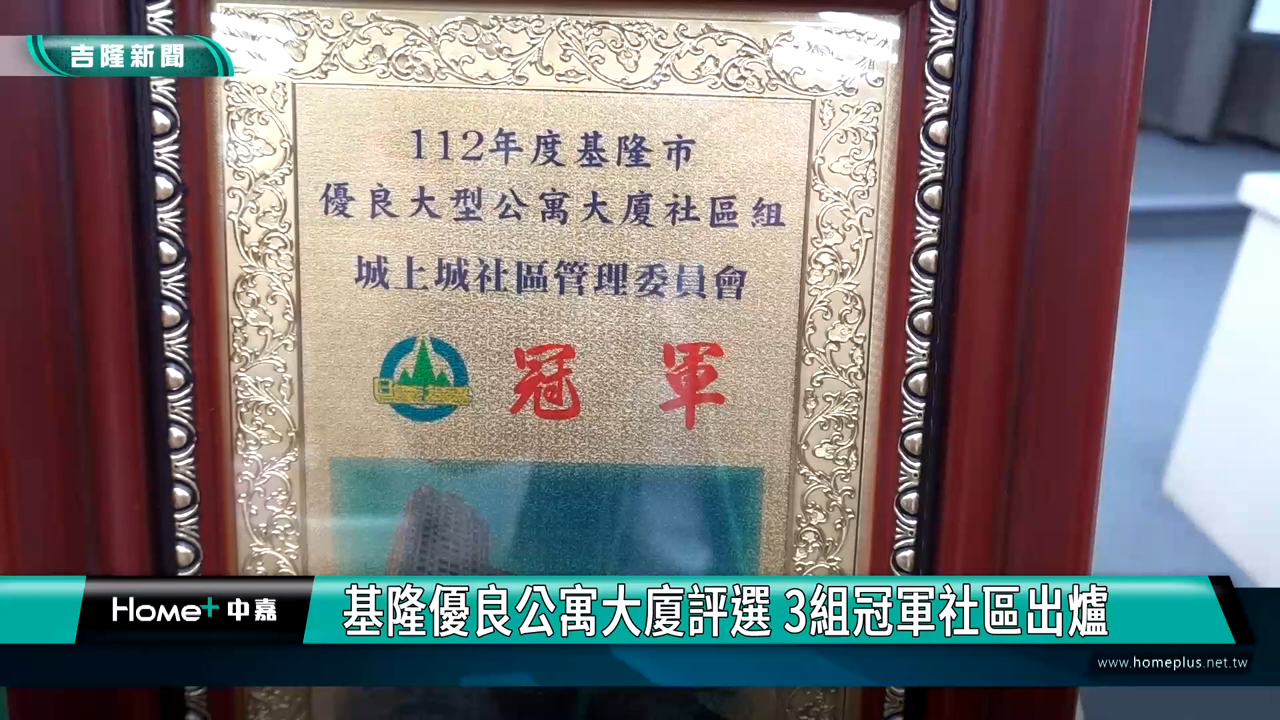 吉隆新聞
112年度基隆市
優良大型公寓大廈社區組
城上城社區管理委員會
冠軍
Home+中嘉
基隆優良公寓大廈評選 3組冠軍社區出爐
www.homeplus.net.tw